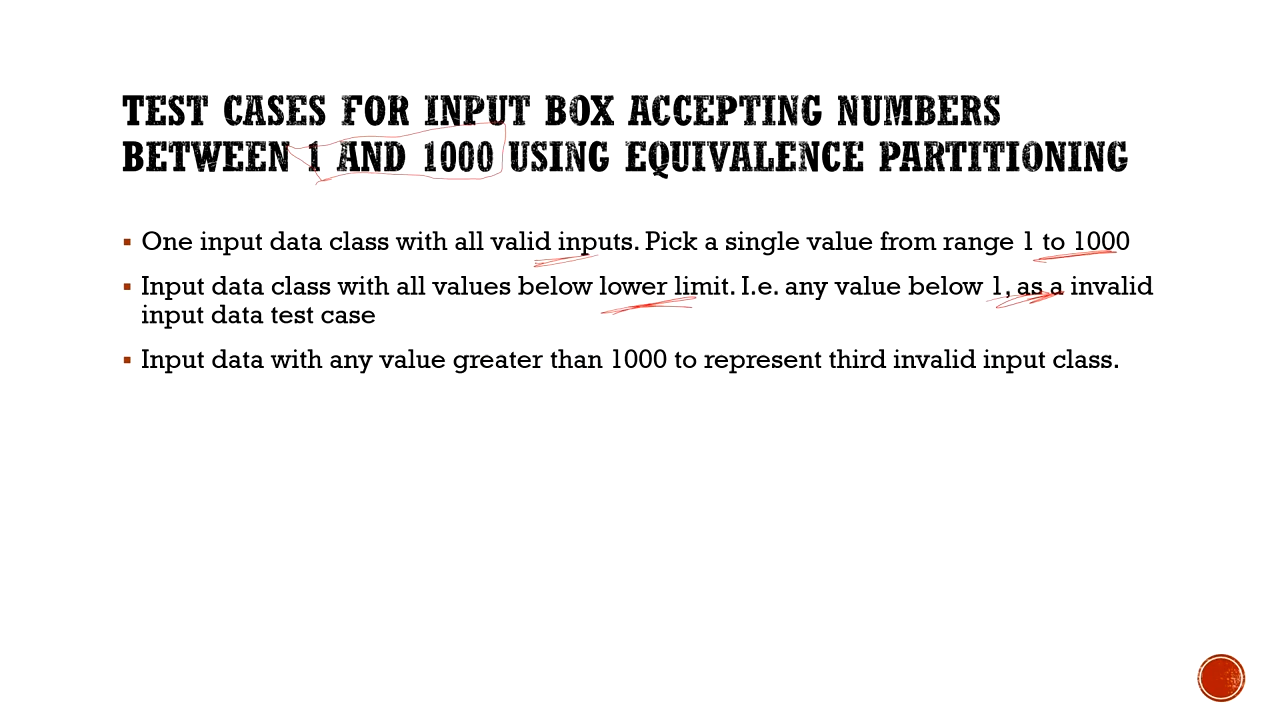 TEST CASES FOR INPUT BOX ACCEPTING NUMBERS
BETWEEN 1 AND 1000 USING EQUIVALENCE PARTITIONING
▪ One input data class with all valid inputs. Pick a single value from range 1 to 1000
▪ Input data class with all values below lower limit. I.e. any value below 1, as a invalid
input data test case
▪ Input data with any value greater than 1000 to represent third invalid input class.